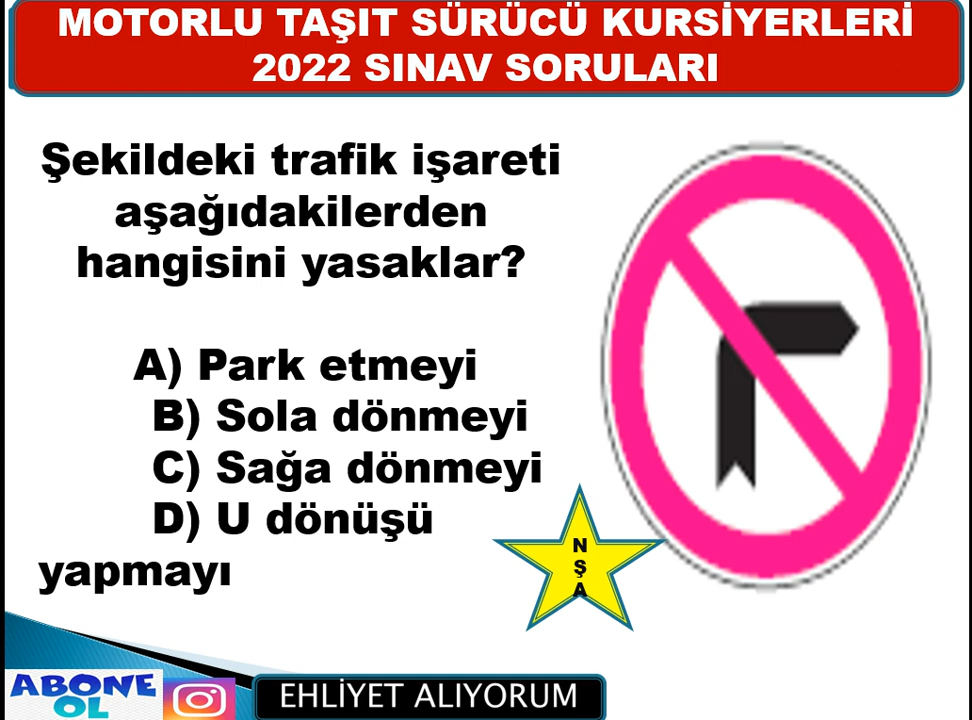 MOTORLU TAŞIT SÜRÜCÜ KURSİYERLERİ
2022 SINAV SORULARI
Şekildeki trafik işareti
aşağıdakilerden
hangisini yasaklar?
A) Park etmeyi
B) Sola dönmeyi
C) Sağa dönmeyi
D) U dönüşü
yapmayı
N
Ş
A
ABONE
OL
EHLİYET ALIYORUM